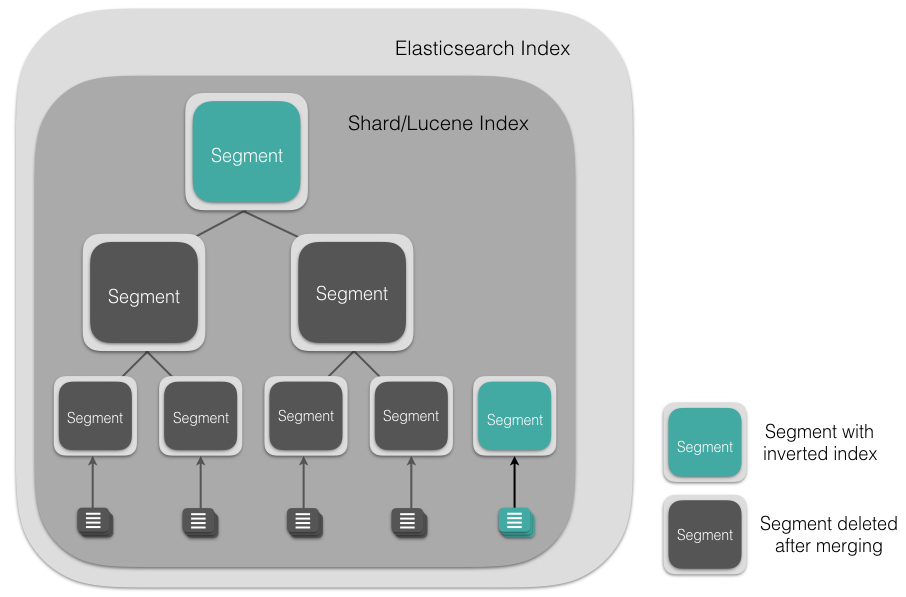 Elasticsearch Index
Shard/Lucene Index
Segment
Segment
Segment
Segment
Segment
Segment
Segment
Segment
Segment
Segment with
inverted index
Segment
Segment deleted
after merging